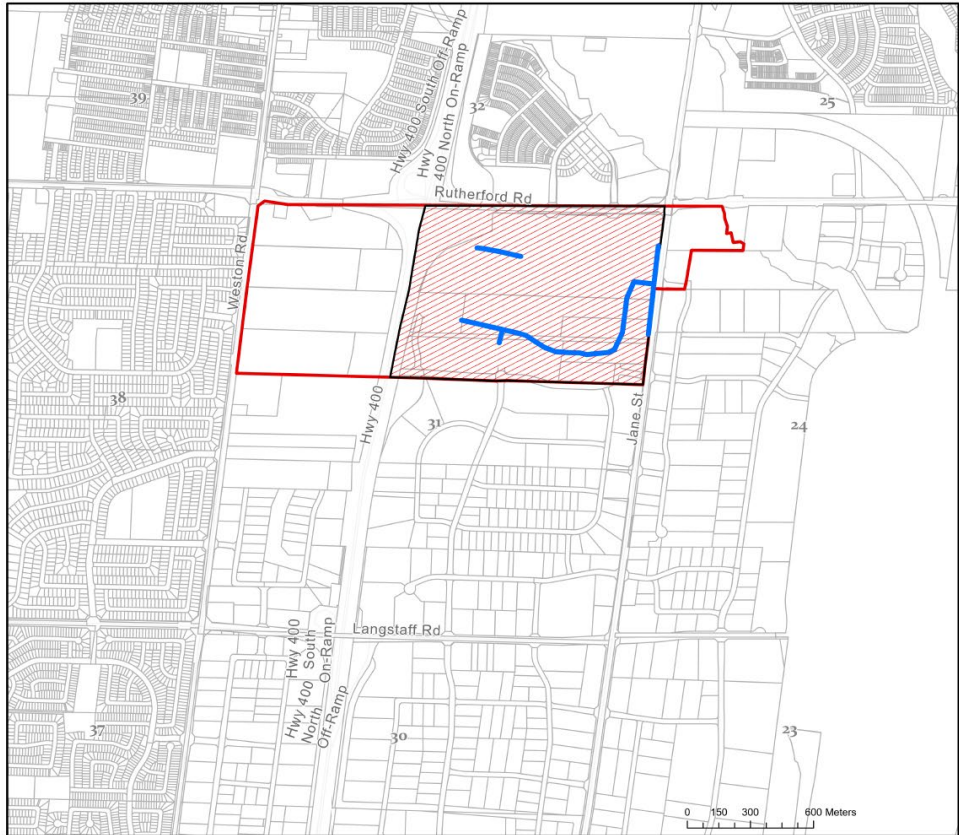 39
Hwy 400 South Off-Ramp
Hwy
400 North On-Ramp
32
25
Rutherford Rd
Weston Rd
38
Hwy 400
31
Jane St
24
Langstaff Rd
Hwy 400
South
On-Ramp
Hwy 400
North
Off-Ramp
37
30
23
0 150 300 600 Meters